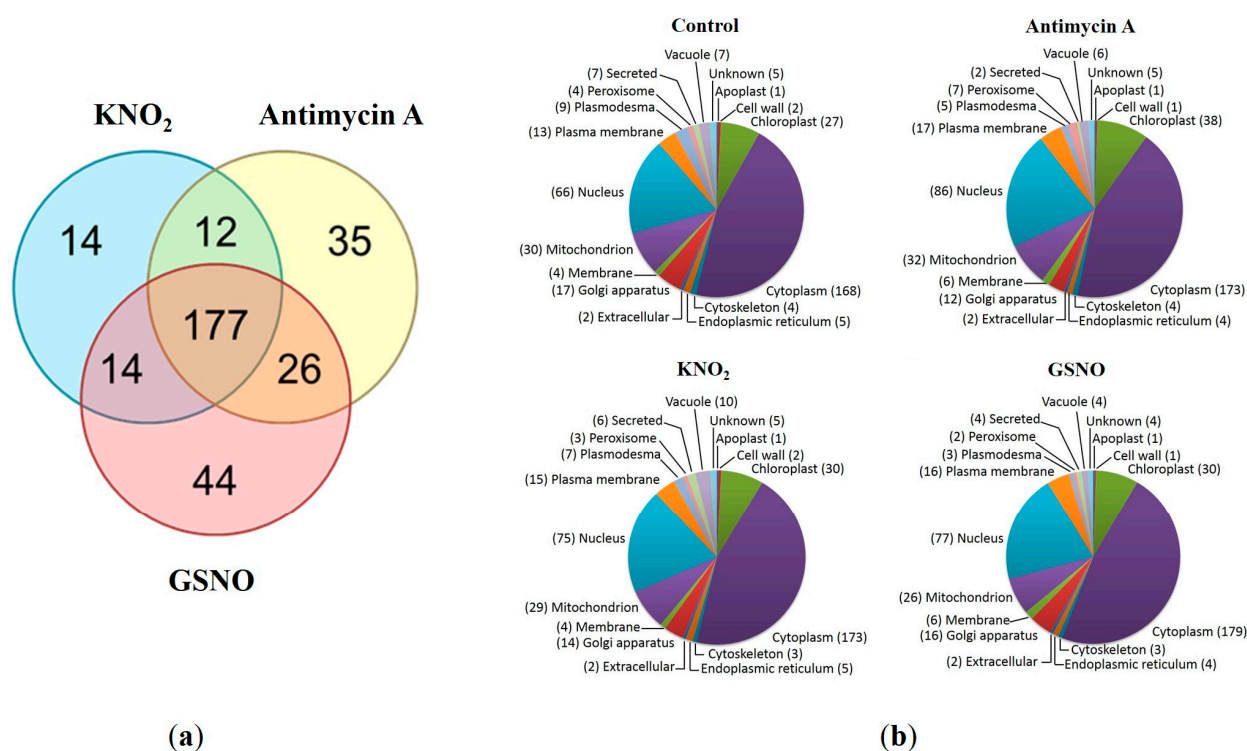 KNO2
Antimycin A
14
12
35
177
14
26
44
GSNO
(a)
Control
Vacuole (7)
(7) Secreted
Unknown (5)
(4) Peroxisome
Apoplast (1)
(9) Plasmodesma
Cell wall (2)
(13) Plasma membrane
Chloroplast (27)
(66) Nucleus
(30) Mitochondrion
(4) Membrane
Cytoplasm (168)
(17) Golgi apparatus
Cytoskeleton (4)
(2) Extracellular
Endoplasmic reticulum (5)
Antimycin A
Vacuole (6)
(2) Secreted
Unknown (5)
(7) Peroxisome
Apoplast (1)
(5) Plasmodesma
Cell wall (1)
(17) Plasma membrane
Chloroplast (38)
(86) Nucleus
(32) Mitochondrion
(6) Membrane
Cytoplasm (173)
(12) Golgi apparatus
Cytoskeleton (4)
(2) Extracellular
Endoplasmic reticulum (4)
KNO2
Vacuole (10)
(6) Secreted
Unknown (5)
(3) Peroxisome
Apoplast (1)
(7) Plasmodesma
Cell wall (2)
(15) Plasma membrane
Chloroplast (30)
(75) Nucleus
(29) Mitochondrion
(4) Membrane
Cytoplasm (173)
(14) Golgi apparatus
Cytoskeleton (3)
(2) Extracellular
Endoplasmic reticulum (5)
GSNO
Vacuole (4)
(4) Secreted
Unknown (4)
(2) Peroxisome
Apoplast (1)
(3) Plasmodesma
Cell wall (1)
(16) Plasma membrane
Chloroplast (30)
(77) Nucleus
(26) Mitochondrion
(6) Membrane
Cytoplasm (179)
(16) Golgi apparatus
Cytoskeleton (3)
(2) Extracellular
Endoplasmic reticulum (4)
(b)